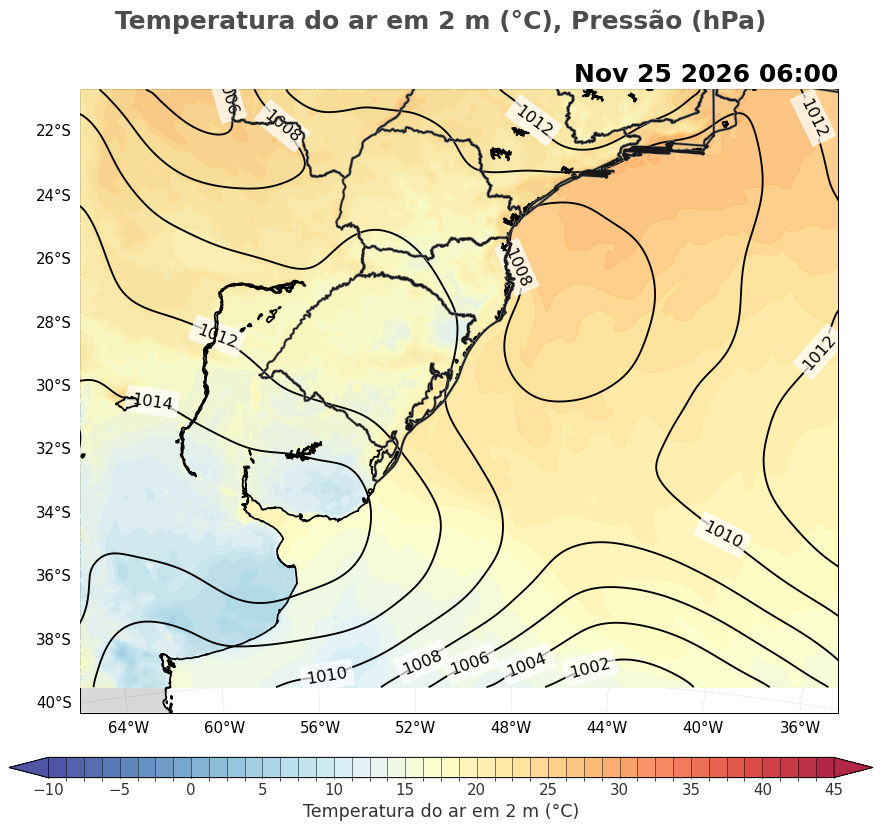 Temperatura do ar em 2 m (°C), Pressão (hPa)
Nov 25 2026 06:00
1008
1012
1012
22°S
24°S
26°S
1008
28°S
1012
1012
30°S
1014
32°S
34°S
1010
36°S
38°S
1010
1008
1006
1004
1002
40°S
64°W 60°W 56°W 52°W 48°W 44°W 40°W 36°W
−10 −5 0 5 10 15 20 25 30 35 40 45
Temperatura do ar em 2 m (°C)